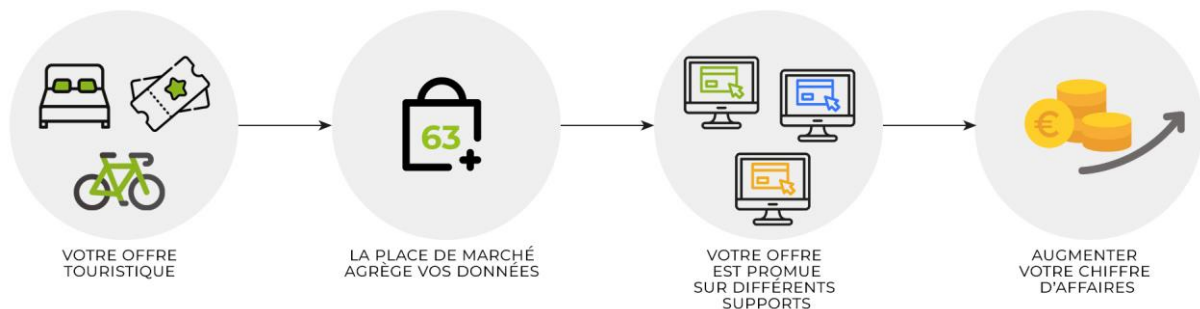 63
€
VOTRE OFFRE
TOURISTIQUE
LA PLACE DE MARCHÉ
AGRÈGE VOS DONNÉES
VOTRE OFFRE
EST PROMUE
SUR DIFFÉRENTS
SUPPORTS
AUGMENTER
VOTRE CHIFFRE
D'AFFAIRES